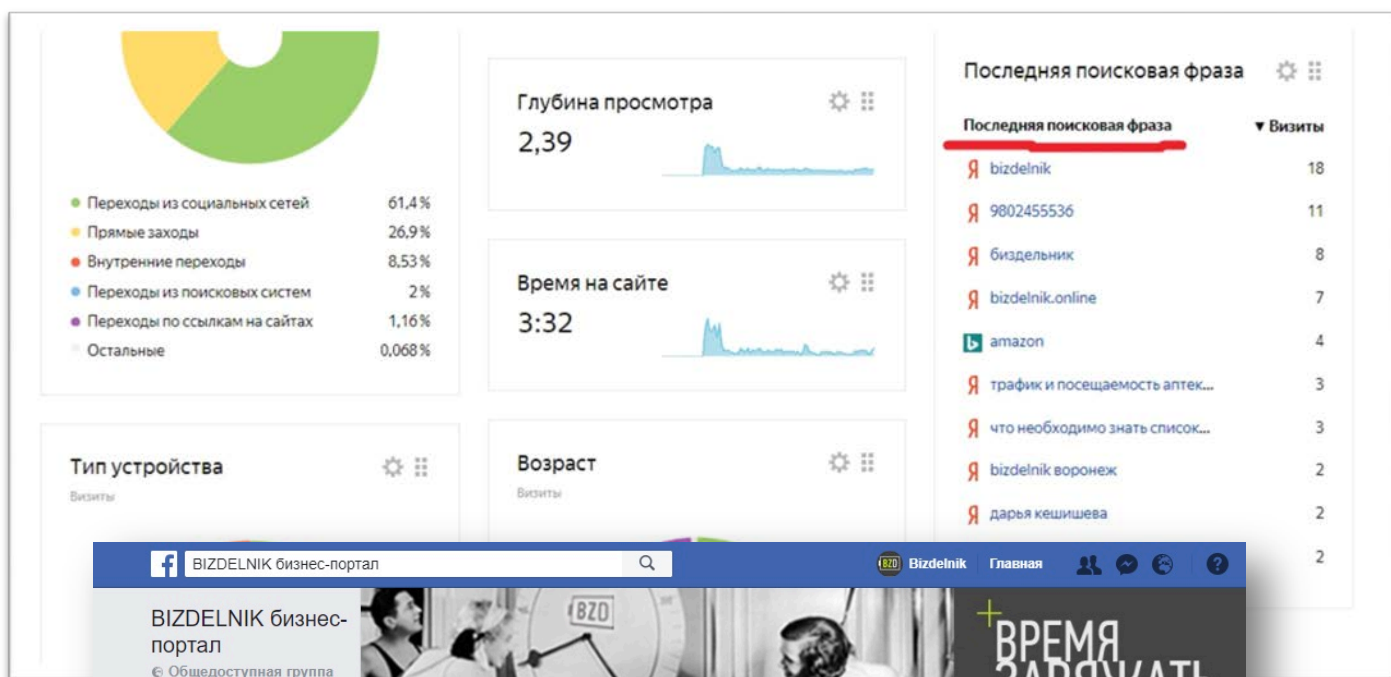 Переходы из социальных сетей 61,4%
Прямые заходы 26,9%
Внутренние переходы 8,53%
Переходы из поисковых систем 2%
Переходы по ссылкам на сайтах 1,16%
Остальные 0,068%
Тип устройства
Визиты
Глубина просмотра
2,39
Время на сайте
3:32
Возраст
Визиты
Последняя поисковая фраза
Последняя поисковая фраза ▼ Визиты
bizdelnik 18
9802455536 11
биздельник 8
bizdelnik.online 7
amazon 4
трафик и посещаемость аптек... 3
что необходимо знать список... 3
bizdelnik воронеж 2
дарья кешишева 2
2
BIZDELNIK бизнес-портал
BZD Bizdelnik Главная
BIZDELNIK бизнес-
портал
Общедоступная группа
BZD
ВРЕМЯ
ЗАРЯЖАТЬ